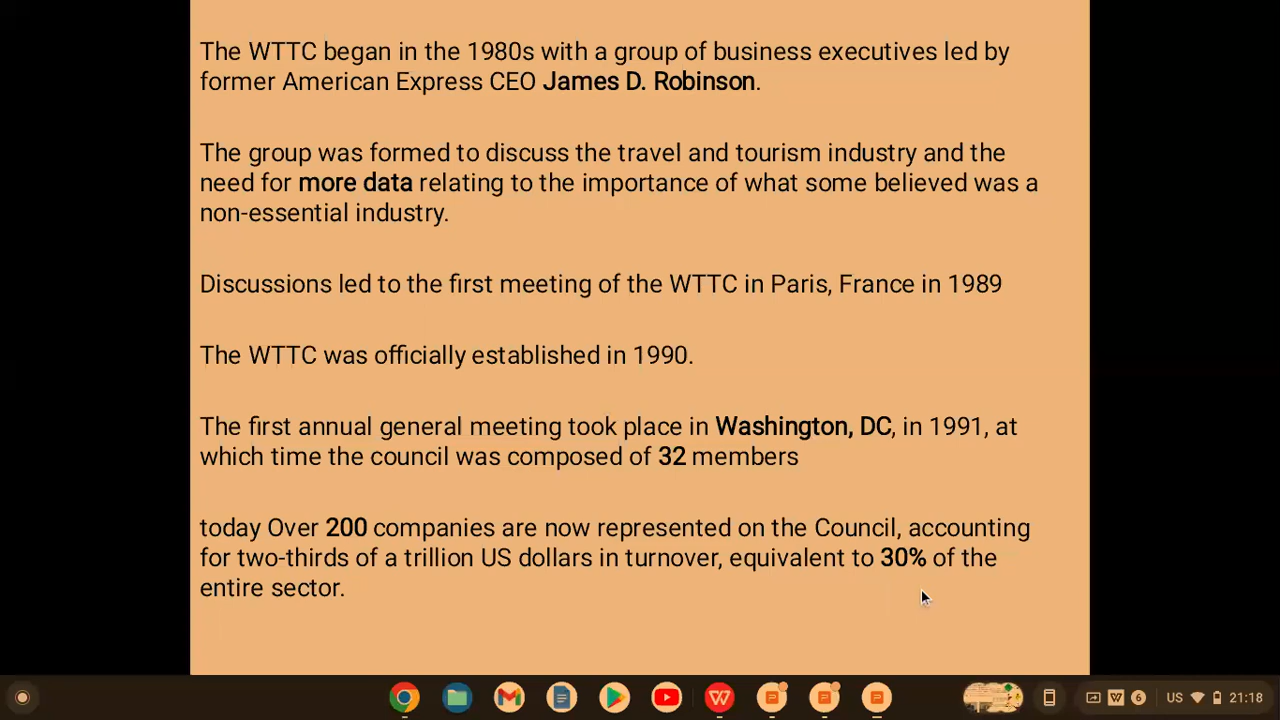 The WTTC began in the 1980s with a group of business executives led by
former American Express CEO James D. Robinson.
The group was formed to discuss the travel and tourism industry and the
need for more data relating to the importance of what some believed was a
non-essential industry.
Discussions led to the first meeting of the WTTC in Paris, France in 1989
The WTTC was officially established in 1990.
The first annual general meeting took place in Washington, DC, in 1991, at
which time the council was composed of 32 members
today Over 200 companies are now represented on the Council, accounting
for two-thirds of a trillion US dollars in turnover, equivalent to 30% of the
entire sector.
6 US 21:18